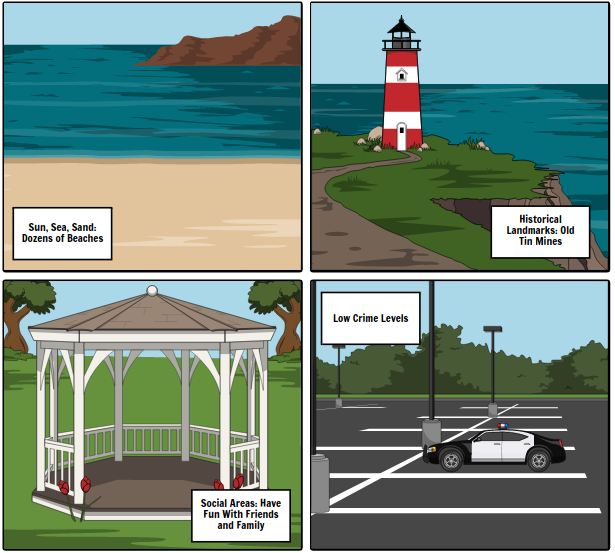 Sun, Sea, Sand:
Dozens of Beaches
Historical
Landmarks: Old
Tin Mines
Social Areas: Have
Fun With Friends
and Family
Low Crime Levels